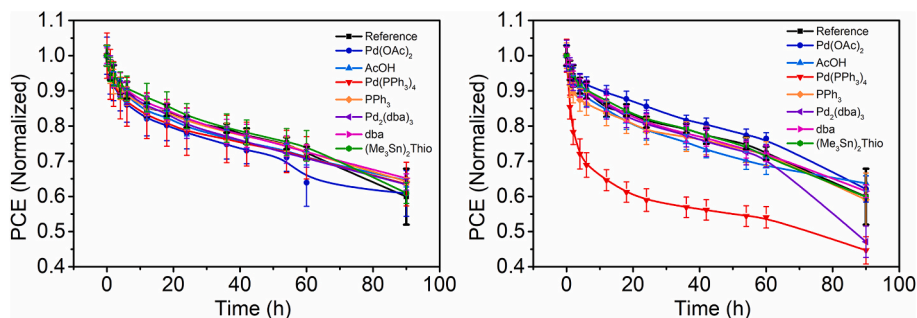 1.1
1.0
0.9
0.8
0.7
0.6
0.5
0.4
PCE (Normalized)
0 20 40 60 80 100
Time (h)
Reference
Pd(OAc)2
AcOH
Pd(PPh3)4
PPh3
Pd2(dba)3
dba
(Me3Sn)2Thio
1.1
1.0
0.9
0.8
0.7
0.6
0.5
0.4
PCE (Normalized)
0 20 40 60 80 100
Time (h)
Reference
Pd(OAc)2
AcOH
Pd(PPh3)4
PPh3
Pd2(dba)3
dba
(Me3Sn)2Thio